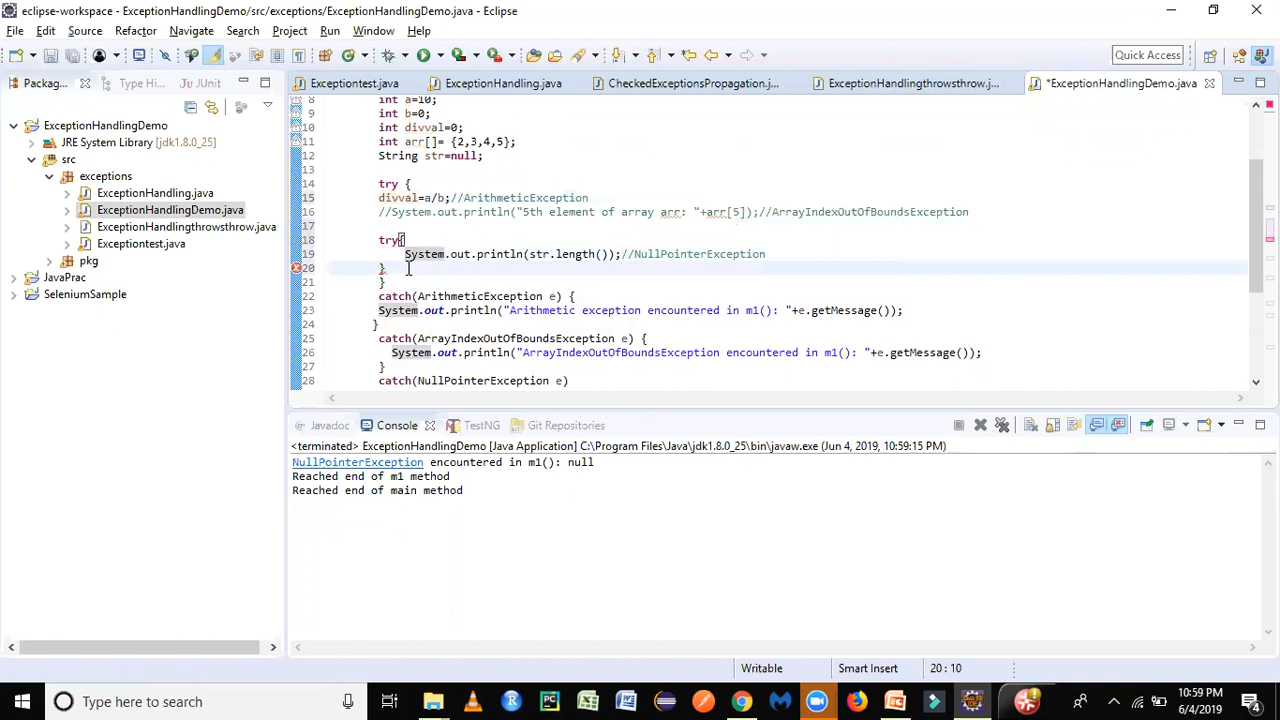 eclipse-workspace - ExceptionHandlingDemo/src/exceptions/ExceptionHandlingDemo.java - Eclipse
File Edit Source Refactor Navigate Search Project Run Window Help
Quick Access
Packag... Type Hi... JUnit
Exceptiontest.java ExceptionHandling.java CheckedExceptionsPropagation.j... ExceptionHandlingthrowsthrow.j... *ExceptionHandlingDemo.java
ExceptionHandlingDemo
JRE System Library [jdk1.8.0_25]
src
exceptions
ExceptionHandling.java
ExceptionHandlingDemo.java
ExceptionHandlingthrowsthrow.java
Exceptiontest.java
pkg
JavaPrac
SeleniumSample
8 int a=10;
9 int b=0;
10 int divval=0;
11 int arr[]= {2,3,4,5};
12 String str=null;
13
14 try {
15 divval=a/b;//ArithmeticException
16 //System.out.println("5th element of array arr: "+arr[5]);//ArrayIndexOutOfBoundsException
17
18 try{
19 System.out.println(str.length());//NullPointerException
20 }
21 }
22 catch(ArithmeticException e) {
23 System.out.println("Arithmetic exception encountered in m1(): "+e.getMessage());
24 }
25 catch(ArrayIndexOutOfBoundsException e) {
26 System.out.println("ArrayIndexOutOfBoundsException encountered in m1(): "+e.getMessage());
27 }
28 catch(NullPointerException e)
Javadoc Console TestNG Git Repositories
<terminated> ExceptionHandlingDemo [Java Application] C:\Program Files\Java\jdk1.8.0_25\bin\javaw.exe (Jun 4, 2019, 10:59:15 PM)
NullPointerException encountered in m1(): null
Reached end of m1 method
Reached end of main method
Writable Smart Insert 20 : 10
Type here to search
10:59 PM
6/4/2019
4